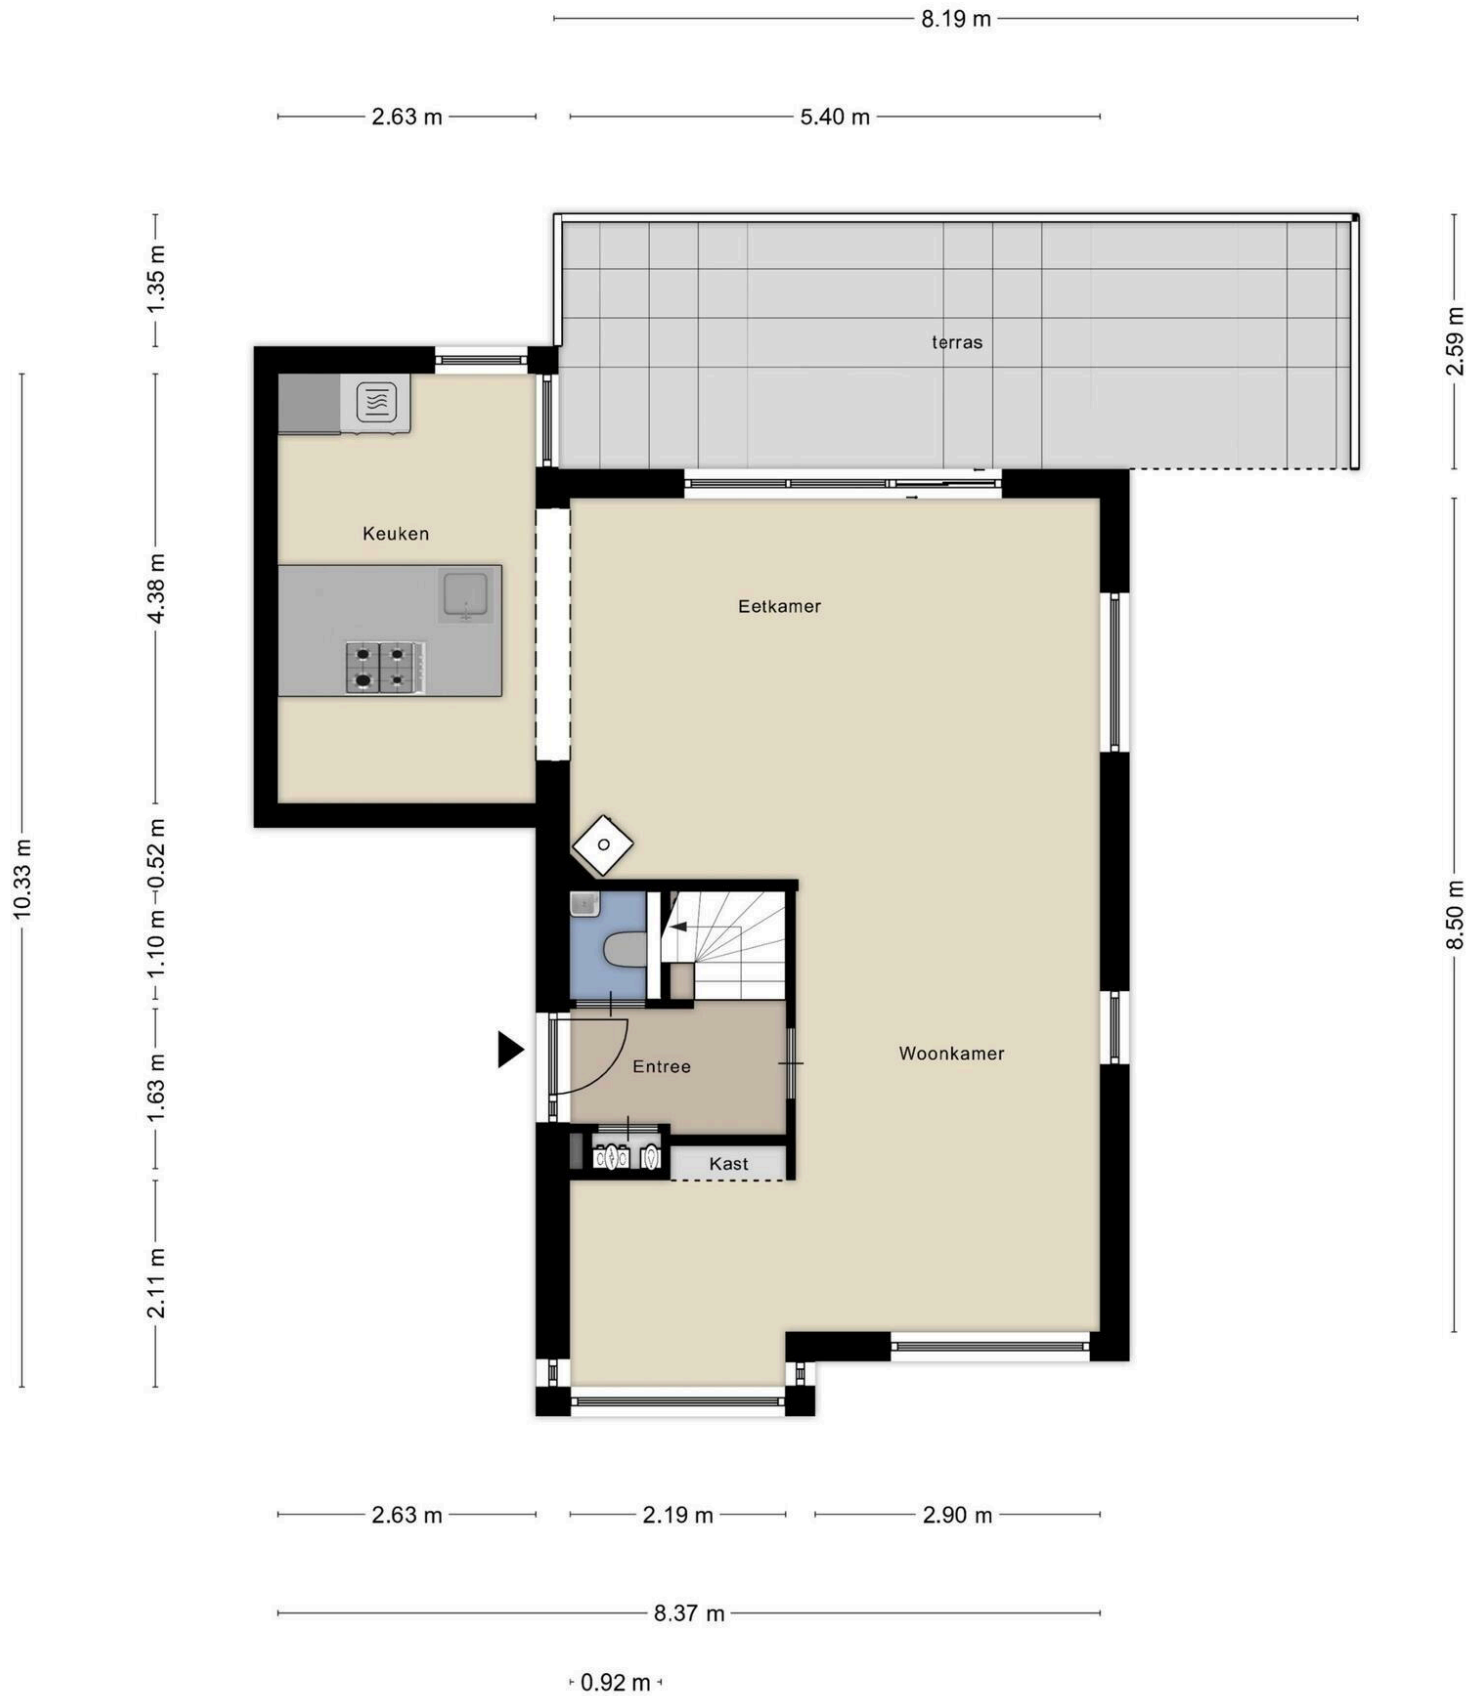 8.19 m
2.63 m
5.40 m
1.35 m
2.59 m
terras
Keuken
4.38 m
Eetkamer
10.33 m
0.52 m
8.50 m
1.10 m
Woonkamer
Entree
1.63 m
Kast
2.11 m
2.63 m
2.19 m
2.90 m
8.37 m
0.92 m